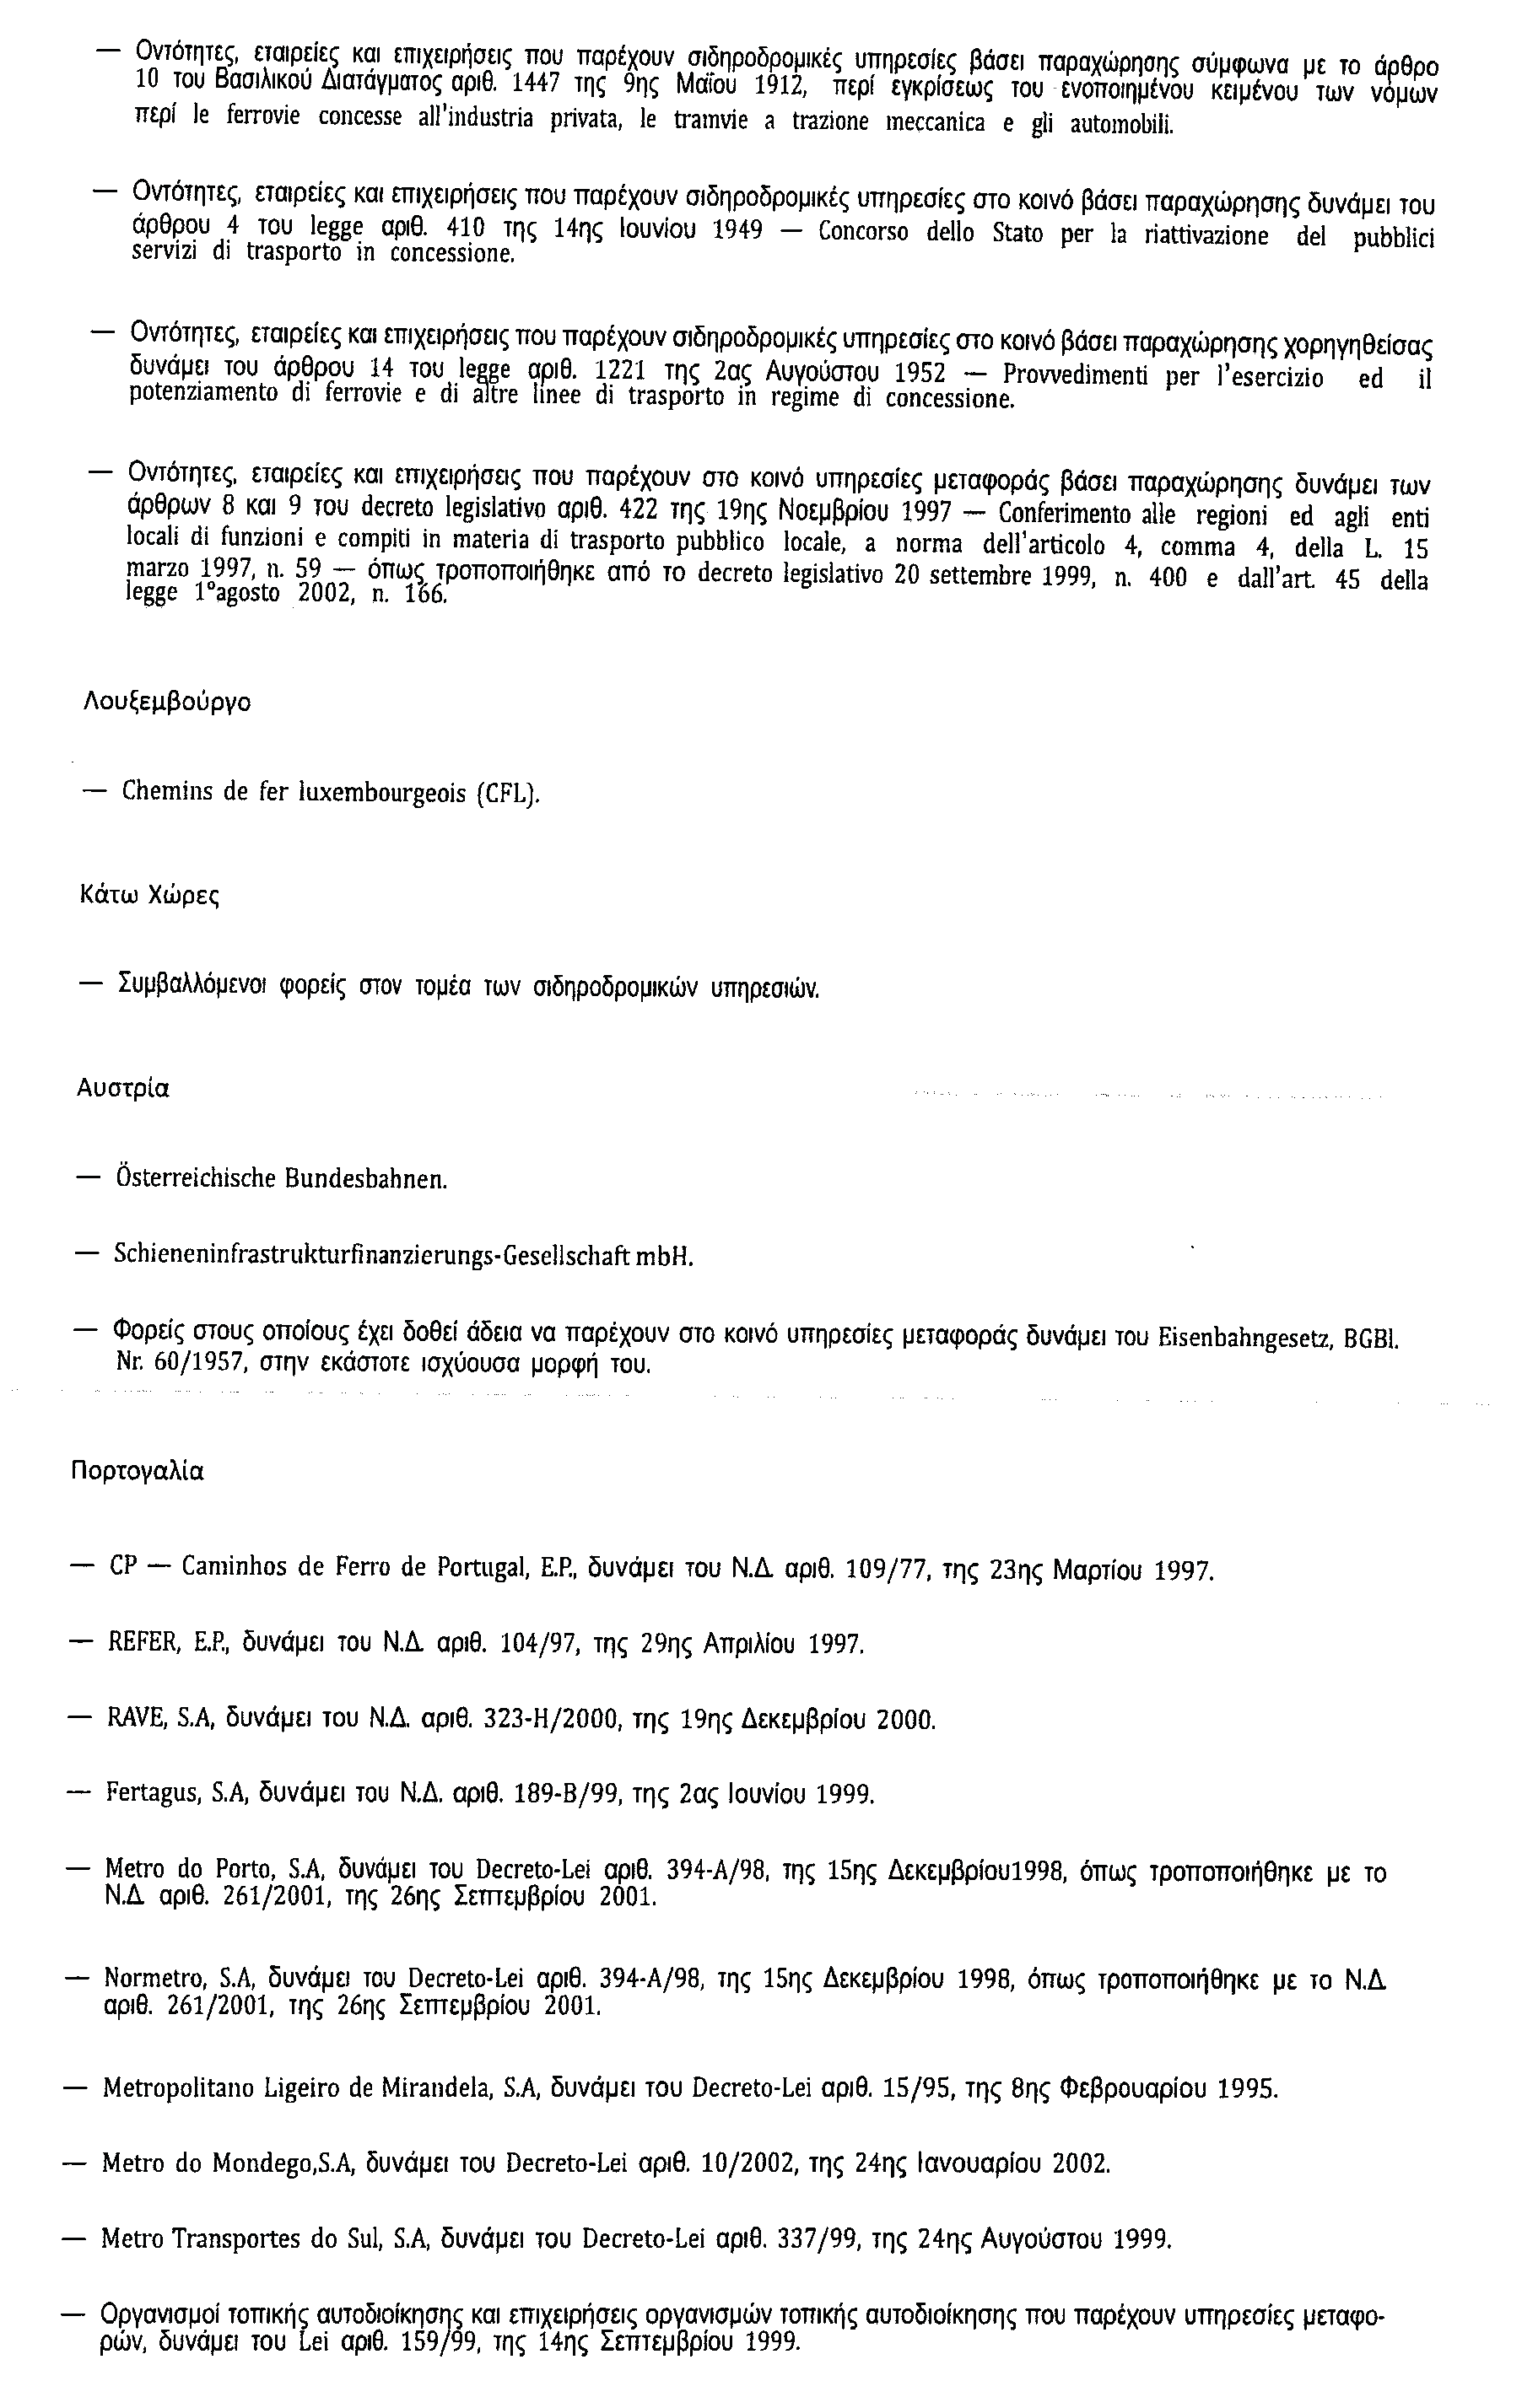 — Οντότητες, εταιρείες και επιχειρήσεις που παρέχουν σιδηροδρομικές υπηρεσίες βάσει παραχώρησης σύμφωνα με το άρθρο
10 του Βασιλικού Διατάγματος αριθ. 1447 της 9ης Μαΐου 1912, περί εγκρίσεως του ενοποιημένου κειμένου των νόμων
περί le ferrovie concesse all'industria privata, le tramvie a trazione meccanica e gli automobili.
— Οντότητες, εταιρείες και επιχειρήσεις που παρέχουν σιδηροδρομικές υπηρεσίες στο κοινό βάσει παραχώρησης δυνάμει του
άρθρου 4 του legge αριθ. 410 της 14ης Ιουνίου 1949 — Concorso dello Stato per la riattivazione del pubblici
servizi di trasporto in concessione.
— Οντότητες, εταιρείες και επιχειρήσεις που παρέχουν σιδηροδρομικές υπηρεσίες στο κοινό βάσει παραχώρησης χορηγηθείσας
δυνάμει του άρθρου 14 του legge αριθ. 1221 της 2ας Αυγούστου 1952 — Provvedimenti per l'esercizio ed il
potenziamento di ferrovie e di altre linee di trasporto in regime di concessione.
— Οντότητες, εταιρείες και επιχειρήσεις που παρέχουν στο κοινό υπηρεσίες μεταφοράς βάσει παραχώρησης δυνάμει των
άρθρων 8 και 9 του decreto legislativo αριθ. 422 της 19ης Νοεμβρίου 1997 — Conferimento alle regioni ed agli enti
locali di funzioni e compiti in materia di trasporto pubblico locale, a norma dell'articolo 4, comma 4, della L. 15
marzo 1997, n. 59 — όπως τροποποιήθηκε από το decreto legislativo 20 settembre 1999, n. 400 e dall'art. 45 della
legge 1°agosto 2002, n. 166.
Λουξεμβούργο
— Chemins de fer luxembourgeois (CFL).
Κάτω Χώρες
— Συμβαλλόμενοι φορείς στον τομέα των σιδηροδρομικών υπηρεσιών.
Αυστρία
— Österreichische Bundesbahnen.
— Schieneninfrastrukturfinanzierungs-Gesellschaft mbH.
— Φορείς στους οποίους έχει δοθεί άδεια να παρέχουν στο κοινό υπηρεσίες μεταφοράς δυνάμει του Eisenbahngesetz, BGBl.
Nr. 60/1957, στην εκάστοτε ισχύουσα μορφή του.
Πορτογαλία
— CP — Caminhos de Ferro de Portugal, E.P., δυνάμει του Ν.Δ. αριθ. 109/77, της 23ης Μαρτίου 1997.
— REFER, E.P., δυνάμει του Ν.Δ. αριθ. 104/97, της 29ης Απριλίου 1997.
— RAVE, S.A, δυνάμει του Ν.Δ. αριθ. 323-H/2000, της 19ης Δεκεμβρίου 2000.
— Fertagus, S.A, δυνάμει του Ν.Δ. αριθ. 189-B/99, της 2ας Ιουνίου 1999.
— Metro do Porto, S.A, δυνάμει του Decreto-Lei αριθ. 394-A/98, της 15ης Δεκεμβρίου1998, όπως τροποποιήθηκε με το
Ν.Δ. αριθ. 261/2001, της 26ης Σεπτεμβρίου 2001.
— Normetro, S.A, δυνάμει του Decreto-Lei αριθ. 394-A/98, της 15ης Δεκεμβρίου 1998, όπως τροποποιήθηκε με το Ν.Δ.
αριθ. 261/2001, της 26ης Σεπτεμβρίου 2001.
— Metropolitano Ligeiro de Mirandela, S.A, δυνάμει του Decreto-Lei αριθ. 15/95, της 8ης Φεβρουαρίου 1995.
— Metro do Mondego,S.A, δυνάμει του Decreto-Lei αριθ. 10/2002, της 24ης Ιανουαρίου 2002.
— Metro Transportes do Sul, S.A, δυνάμει του Decreto-Lei αριθ. 337/99, της 24ης Αυγούστου 1999.
— Οργανισμοί τοπικής αυτοδιοίκησης και επιχειρήσεις οργανισμών τοπικής αυτοδιοίκησης που παρέχουν υπηρεσίες μεταφο-
ρών, δυνάμει του Lei αριθ. 159/99, της 14ης Σεπτεμβρίου 1999.